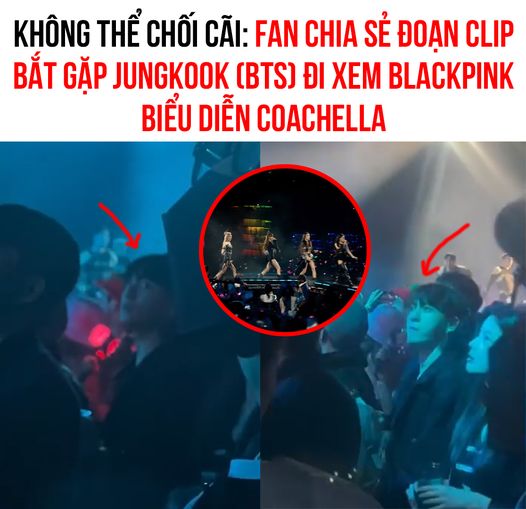 KHÔNG THỂ CHỐI CÃI: FAN CHIA SẺ ĐOẠN CLIP
BẮT GẶP JUNGKOOK (BTS) ĐI XEM BLACKPINK
BIỂU DIỄN COACHELLA